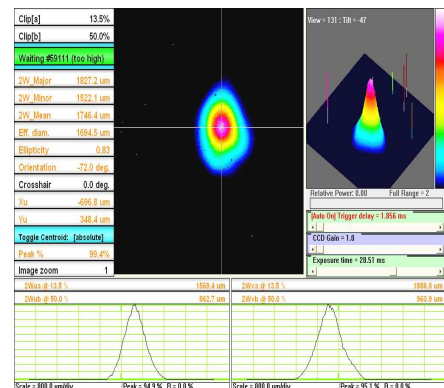 Clip[a] 13.5%
Clip[b] 50.0%
Waiting #59111 (too high)
2W_Major 1827.2 um
2W_Minor 1522.1 um
2W_Mean 1746.4 um
Eff. diam. 1694.5 um
Ellipticity 0.83
Orientation -72.0 deg.
Crosshair 0.0 deg.
Xu -696.8 um
Yu 348.4 um
Toggle Centroid: [absolute]
Peak % 99.4%
Image zoom 1
View = 131 : Tilt = -47
Relative Power: 8.00 Full Range = 2
[Auto On] Trigger delay = 1.856 ms
CCD Gain = 1.0
Exposure time = 28.51 ms
2Wua @ 13.5 % 1569.4 um
2Wub @ 50.0 % 862.7 um
2Wva @ 13.5 % 1880.0 um
2Wvb @ 50.0 % 960.9 um
Scale = 800.0 um/div Peak = 94.9 % B = 0.0 %
Scale = 800.0 um/div Peak = 95.1 % B = 0.0 %